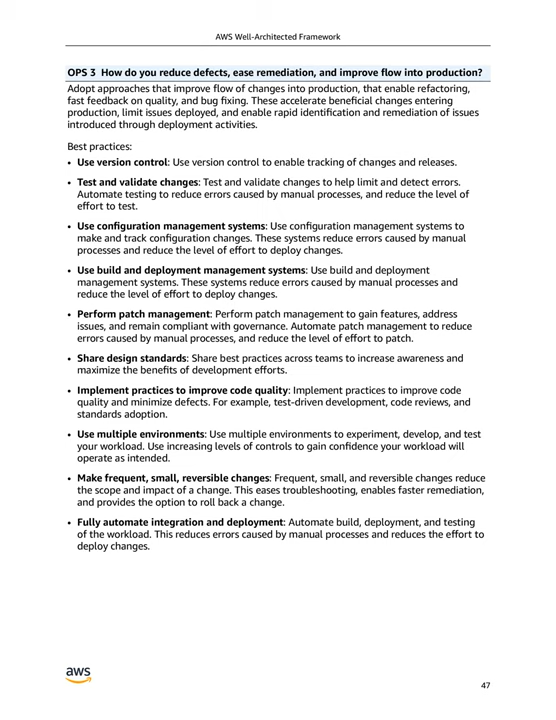 AWS Well-Architected Framework
OPS 3 How do you reduce defects, ease remediation, and improve flow into production?
Adopt approaches that improve flow of changes into production, that enable refactoring,
fast feedback on quality, and bug fixing. These accelerate beneficial changes entering
production, limit issues deployed, and enable rapid identification and remediation of issues
introduced through deployment activities.
Best practices:
• Use version control: Use version control to enable tracking of changes and releases.
• Test and validate changes: Test and validate changes to help limit and detect errors.
Automate testing to reduce errors caused by manual processes, and reduce the level of
effort to test.
• Use configuration management systems: Use configuration management systems to
make and track configuration changes. These systems reduce errors caused by manual
processes and reduce the level of effort to deploy changes.
• Use build and deployment management systems: Use build and deployment
management systems. These systems reduce errors caused by manual processes and
reduce the level of effort to deploy changes.
• Perform patch management: Perform patch management to gain features, address
issues, and remain compliant with governance. Automate patch management to reduce
errors caused by manual processes, and reduce the level of effort to patch.
• Share design standards: Share best practices across teams to increase awareness and
maximize the benefits of development efforts.
• Implement practices to improve code quality: Implement practices to improve code
quality and minimize defects. For example, test-driven development, code reviews, and
standards adoption.
• Use multiple environments: Use multiple environments to experiment, develop, and test
your workload. Use increasing levels of controls to gain confidence your workload will
operate as intended.
• Make frequent, small, reversible changes: Frequent, small, and reversible changes reduce
the scope and impact of a change. This eases troubleshooting, enables faster remediation,
and provides the option to roll back a change.
• Fully automate integration and deployment: Automate build, deployment, and testing
of the workload. This reduces errors caused by manual processes and reduces the effort to
deploy changes.
aws
47